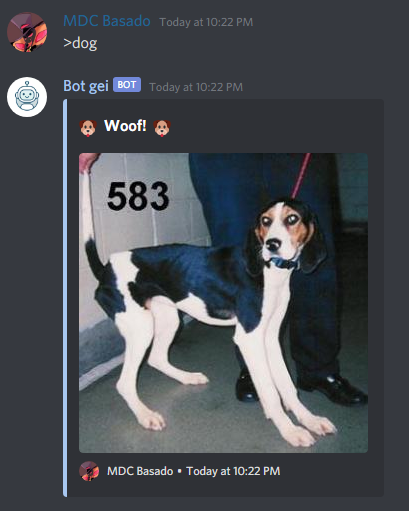 MDC Basado Today at 10:22 PM
>dog
Bot gei BOT Today at 10:22 PM
Woof!
583
MDC Basado • Today at 10:22 PM